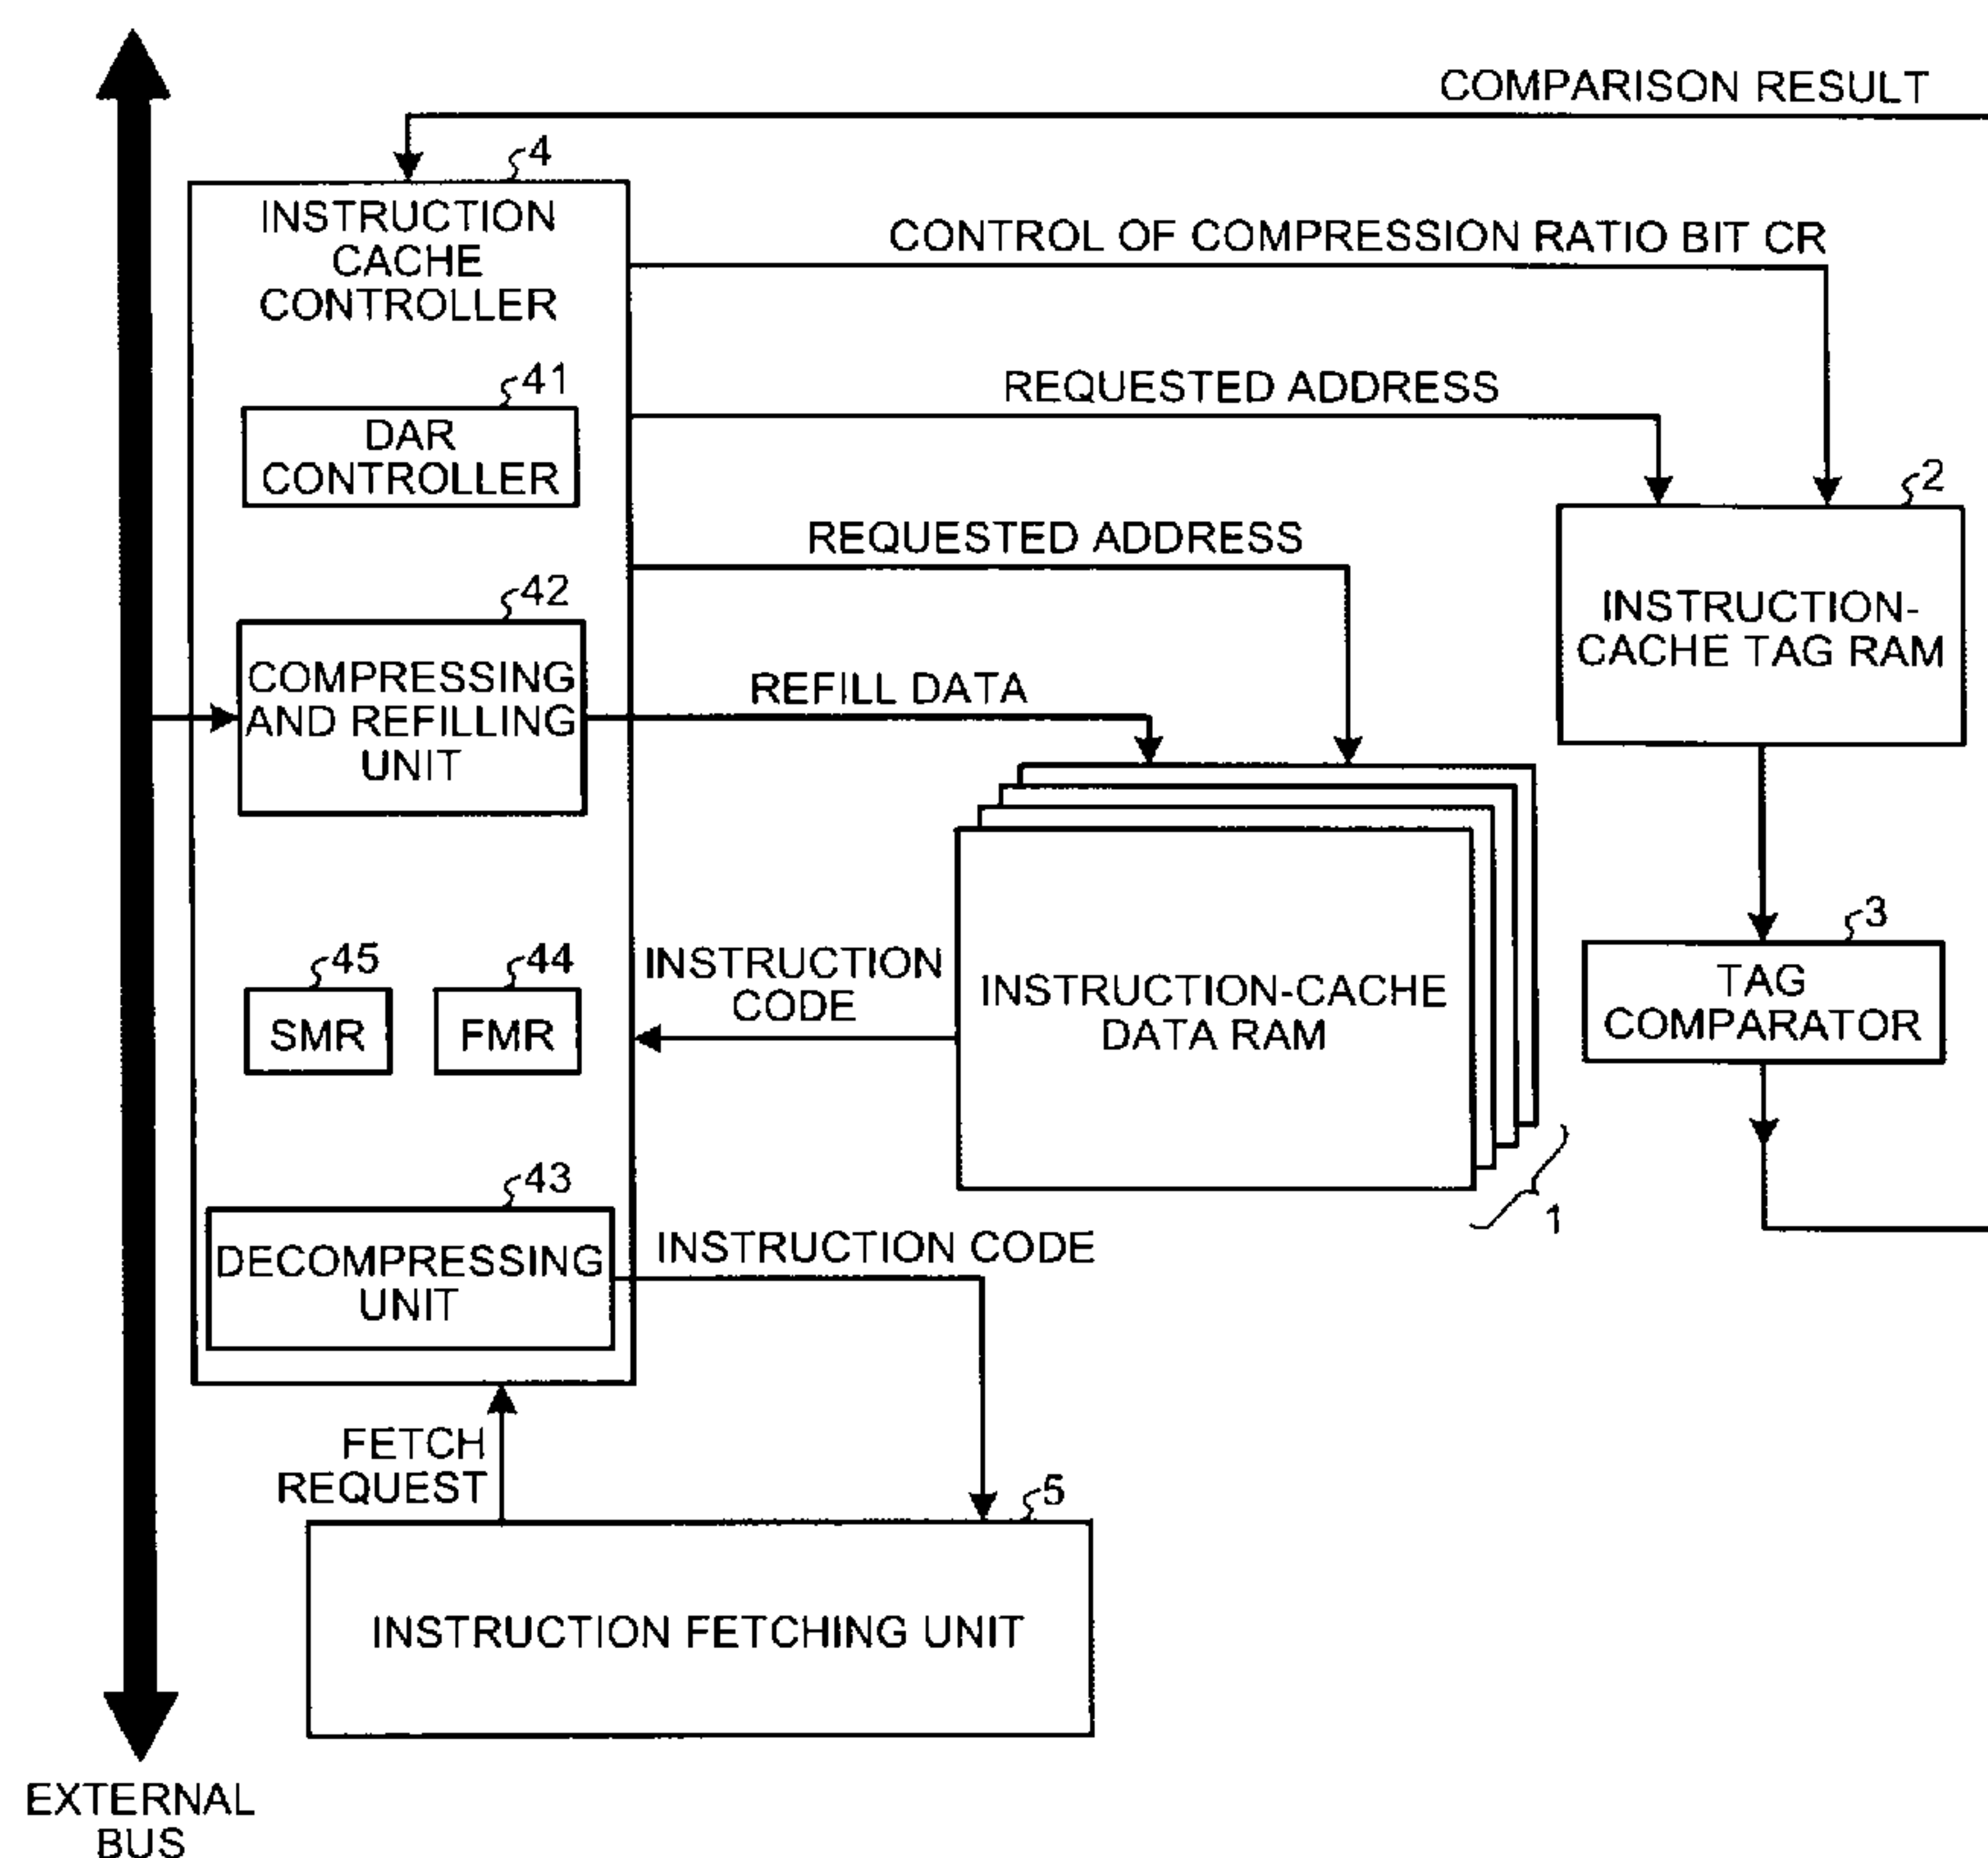 COMPARISON RESULT
4
INSTRUCTION
CACHE
CONTROLLER
CONTROL OF COMPRESSION RATIO BIT CR
41
DAR
CONTROLLER
REQUESTED ADDRESS
2
REQUESTED ADDRESS
INSTRUCTION-
CACHE TAG RAM
42
COMPRESSING
AND REFILLING
UNIT
REFILL DATA
3
TAG
COMPARATOR
45
SMR
44
FMR
INSTRUCTION
CODE
INSTRUCTION-CACHE
DATA RAM
1
43
DECOMPRESSING
UNIT
INSTRUCTION CODE
FETCH
REQUEST
5
INSTRUCTION FETCHING UNIT
EXTERNAL
BUS